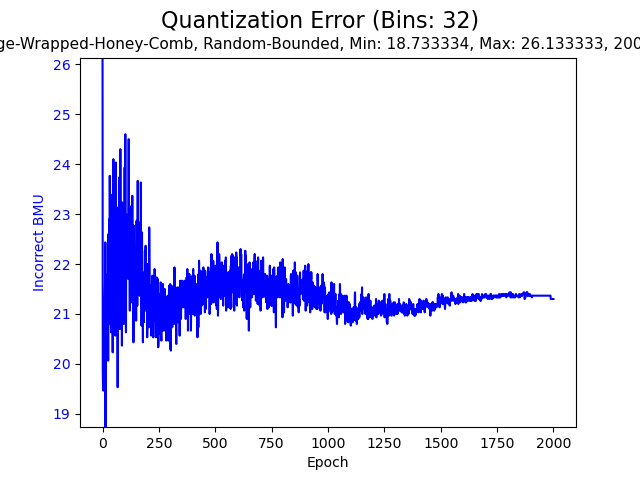 Quantization Error (Bins: 32)
ge-Wrapped-Honey-Comb, Random-Bounded, Min: 18.733334, Max: 26.133333, 200
26
25
24
23
22
21
20
19
Incorrect BMU
0 250 500 750 1000 1250 1500 1750 2000
Epoch